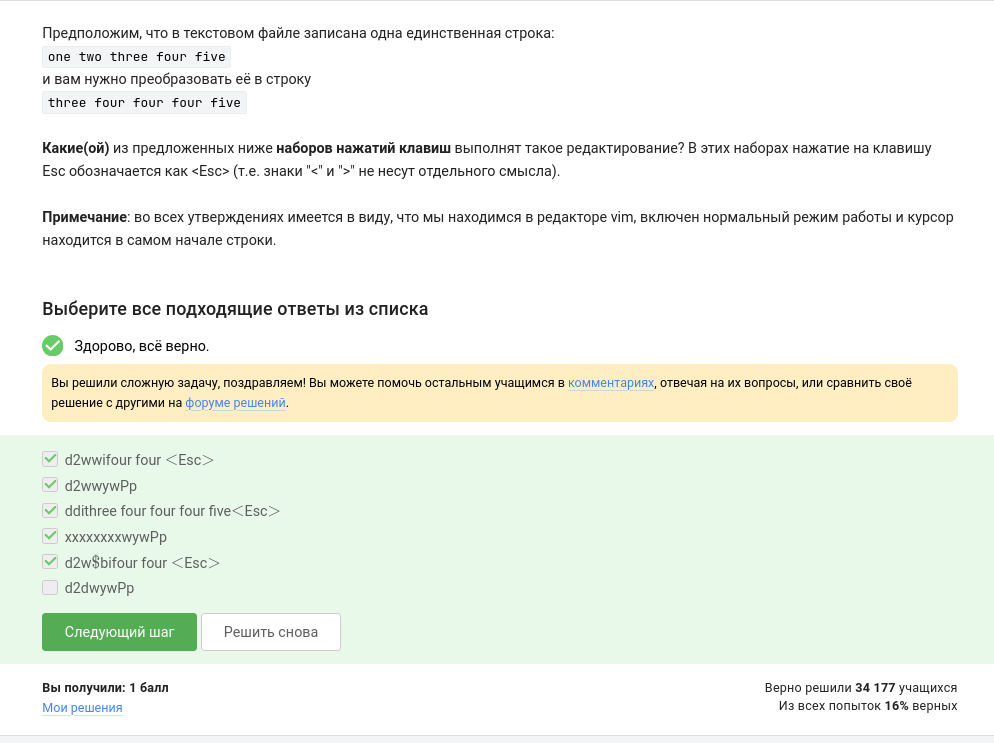 Предположим, что в текстовом файле записана одна единственная строка:
one two three four five
и вам нужно преобразовать её в строку
three four four four five
Какие(ой) из предложенных ниже наборов нажатий клавиш выполнят такое редактирование? В этих наборах нажатие на клавишу
Esc обозначается как <Esc> (т.е. знаки "<" и ">" не несут отдельного смысла).
Примечание: во всех утверждениях имеется в виду, что мы находимся в редакторе vim, включен нормальный режим работы и курсор
находится в самом начале строки.
Выберите все подходящие ответы из списка
Здорово, всё верно.
Вы решили сложную задачу, поздравляем! Вы можете помочь остальным учащимся в комментариях, отвечая на их вопросы, или сравнить своё
решение с другими на форуме решений.
d2wwifour four <Esc>
d2wwywPp
ddithree four four four five<Esc>
xxxxxxxxwywPp
d2w$bifour four <Esc>
d2dwywPp
Следующий шаг Решить снова
Вы получили: 1 балл Верно решили 34 177 учащихся
Мои решения Из всех попыток 16% верных